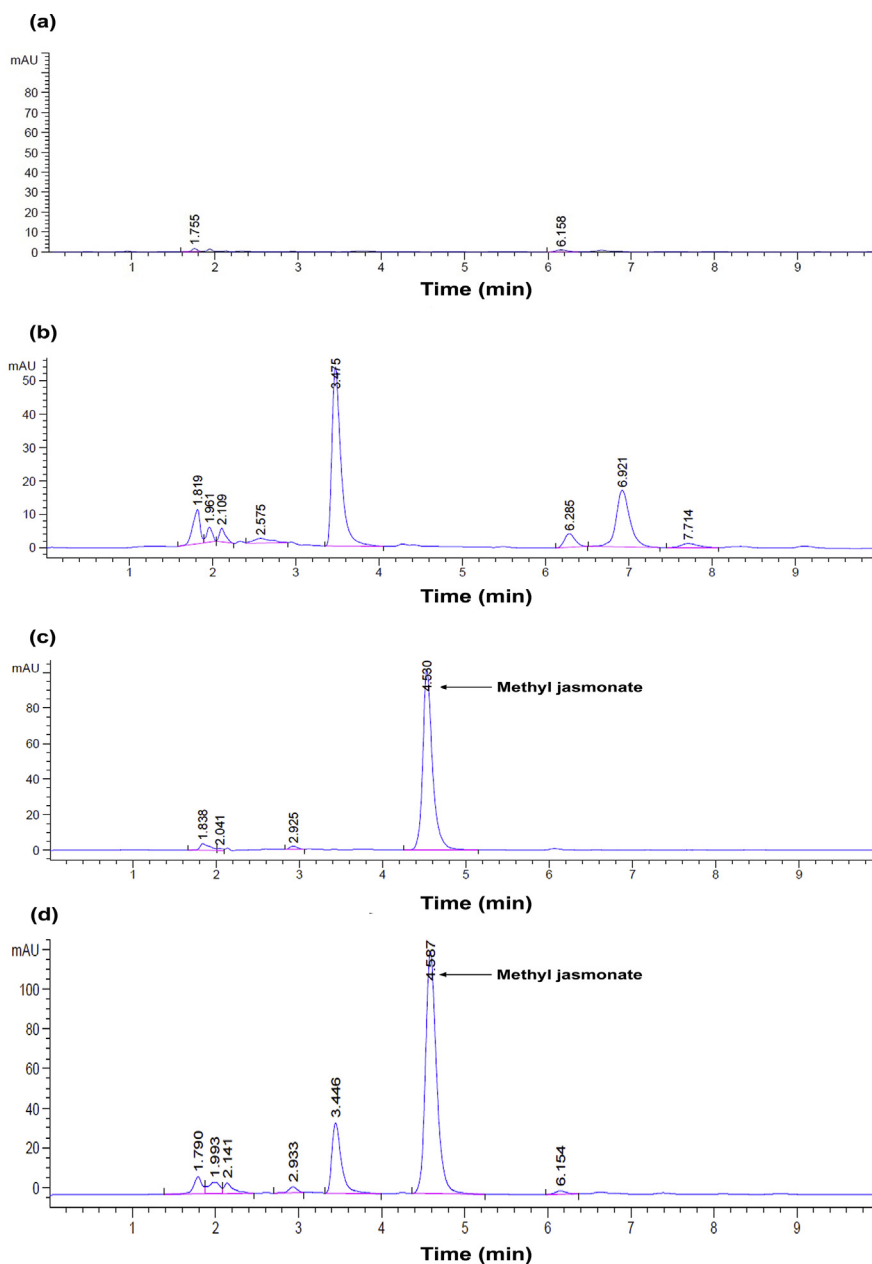 (a)
mAU
80
70
60
50
40
30
20
10
0
1.755
6.158
1 2 3 4 5 6 7 8 9
Time (min)
(b)
mAU
50
40
30
20
10
0
1.819
1.961
2.109
2.575
3.475
6.285
6.921
7.714
1 2 3 4 5 6 7 8 9
Time (min)
(c)
mAU
80
60
40
20
0
1.838
2.041
2.925
4.530
Methyl jasmonate
1 2 3 4 5 6 7 8 9
Time (min)
(d)
mAU
100
80
60
40
20
0
1.790
1.993
2.141
2.933
3.446
4.587
Methyl jasmonate
6.154
1 2 3 4 5 6 7 8 9
Time (min)